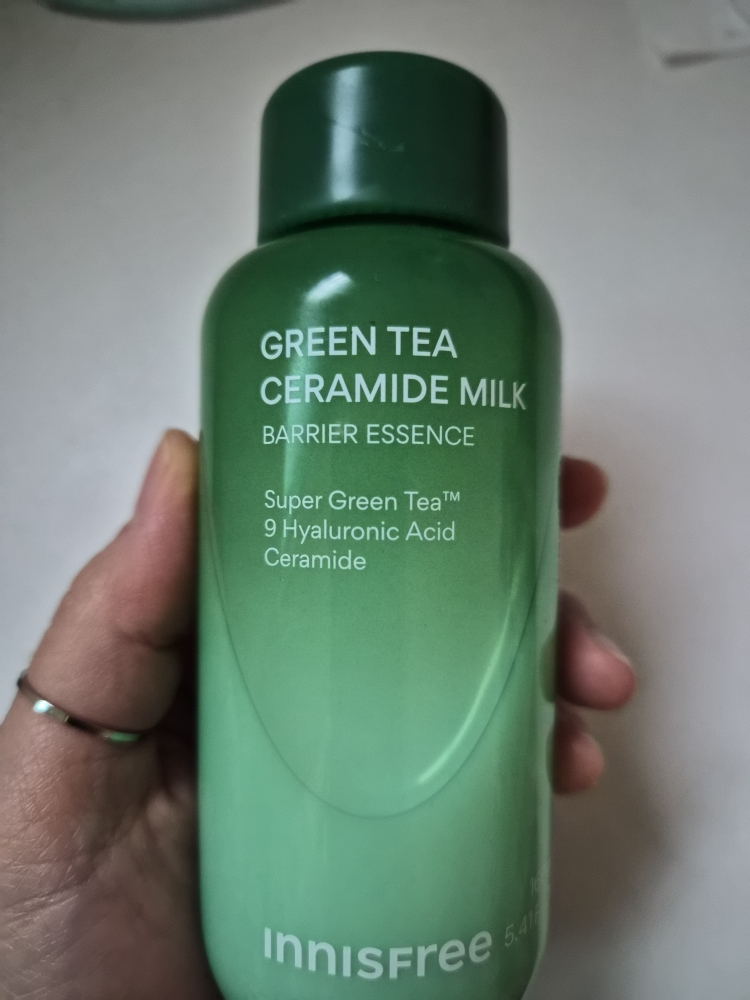 GREEN TEA
CERAMIDE MILK
BARRIER ESSENCE
Super Green Tea™
9 Hyaluronic Acid
Ceramide
INNISFree